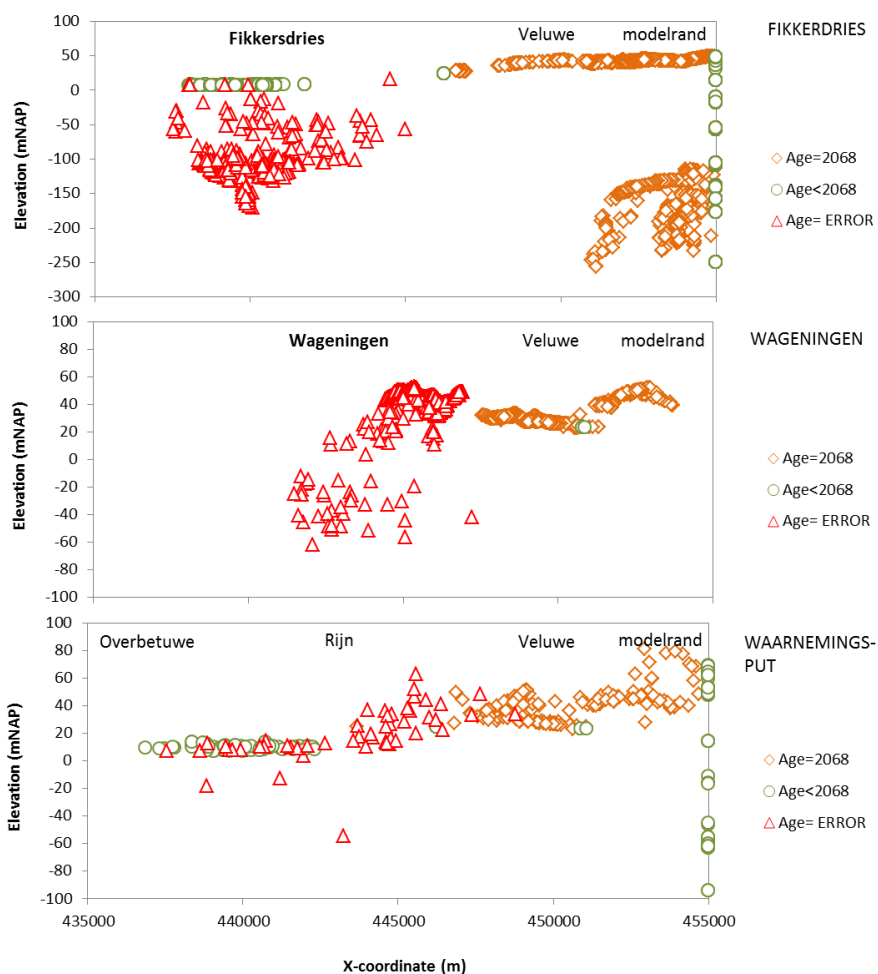 Fikkersdries Veluwe modelrand FIKKERDRIES
Elevation (mNAP)
100
50
0
-50
-100
-150
-200
-250
-300
Age=2068
Age<2068
Age= ERROR
Wageningen Veluwe modelrand WAGENINGEN
Elevation (mNAP)
100
80
60
40
20
0
-20
-40
-60
-80
-100
Age=2068
Age<2068
Age= ERROR
Overbetuwe Rijn Veluwe modelrand WAARNEMINGS-
PUT
Elevation (mNAP)
100
80
60
40
20
0
-20
-40
-60
-80
-100
Age=2068
Age<2068
Age= ERROR
435000 440000 445000 450000 455000
X-coordinate (m)